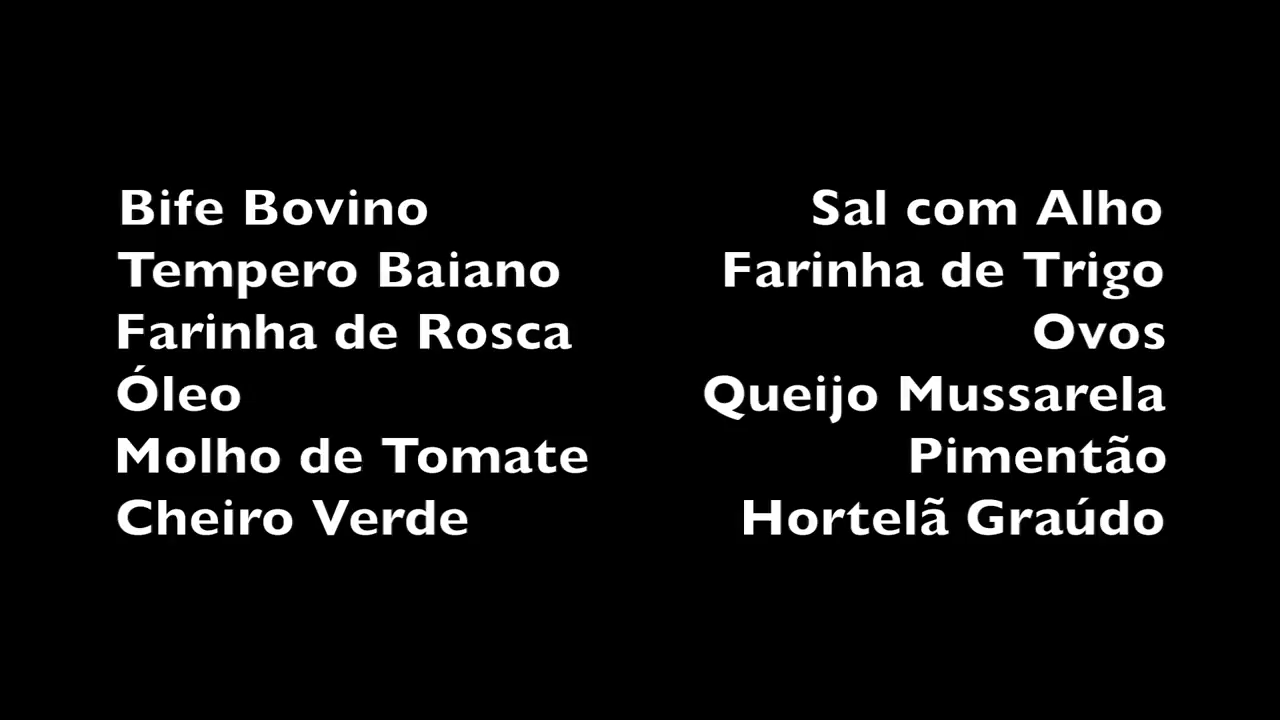 Bife Bovino
Sal com Alho
Tempero Baiano
Farinha de Trigo
Farinha de Rosca
Ovos
Óleo
Queijo Mussarela
Molho de Tomate
Pimentão
Cheiro Verde
Hortelã Graúdo